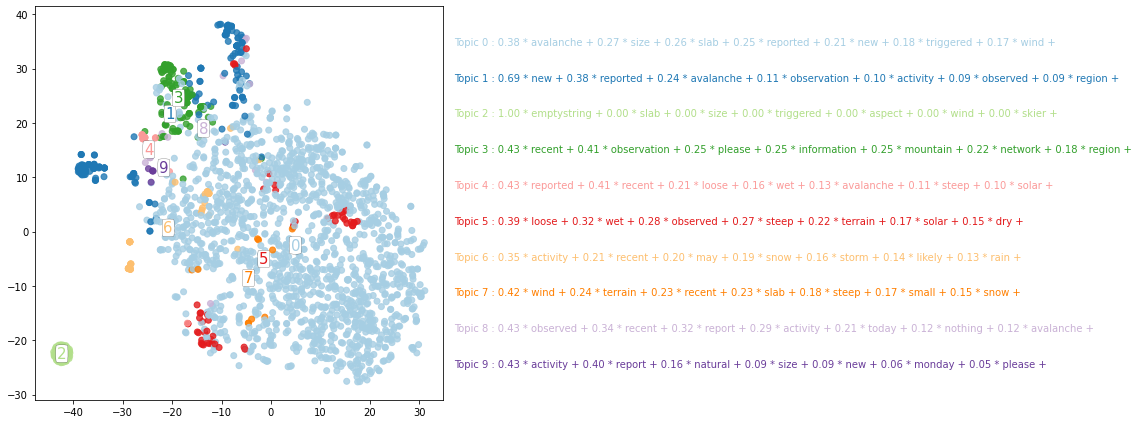 40
30
20
10
0
−10
−20
−30
−40
−30
−20
−10
0
10
20
30
3
1
8
4
9
6
0
5
7
2
Topic 0 : 0.38 * avalanche + 0.27 * size + 0.26 * slab + 0.25 * reported + 0.21 * new + 0.18 * triggered + 0.17 * wind +
Topic 1 : 0.69 * new + 0.38 * reported + 0.24 * avalanche + 0.11 * observation + 0.10 * activity + 0.09 * observed + 0.09 * region +
Topic 2 : 1.00 * emptystring + 0.00 * slab + 0.00 * size + 0.00 * triggered + 0.00 * aspect + 0.00 * wind + 0.00 * skier +
Topic 3 : 0.43 * recent + 0.41 * observation + 0.25 * please + 0.25 * information + 0.25 * mountain + 0.22 * network + 0.18 * region +
Topic 4 : 0.43 * reported + 0.41 * recent + 0.21 * loose + 0.16 * wet + 0.13 * avalanche + 0.11 * steep + 0.10 * solar +
Topic 5 : 0.39 * loose + 0.32 * wet + 0.28 * observed + 0.27 * steep + 0.22 * terrain + 0.17 * solar + 0.15 * dry +
Topic 6 : 0.35 * activity + 0.21 * recent + 0.20 * may + 0.19 * snow + 0.16 * storm + 0.14 * likely + 0.13 * rain +
Topic 7 : 0.42 * wind + 0.24 * terrain + 0.23 * recent + 0.23 * slab + 0.18 * steep + 0.17 * small + 0.15 * snow +
Topic 8 : 0.43 * observed + 0.34 * recent + 0.32 * report + 0.29 * activity + 0.21 * today + 0.12 * nothing + 0.12 * avalanche +
Topic 9 : 0.43 * activity + 0.40 * report + 0.16 * natural + 0.09 * size + 0.09 * new + 0.06 * monday + 0.05 * please +